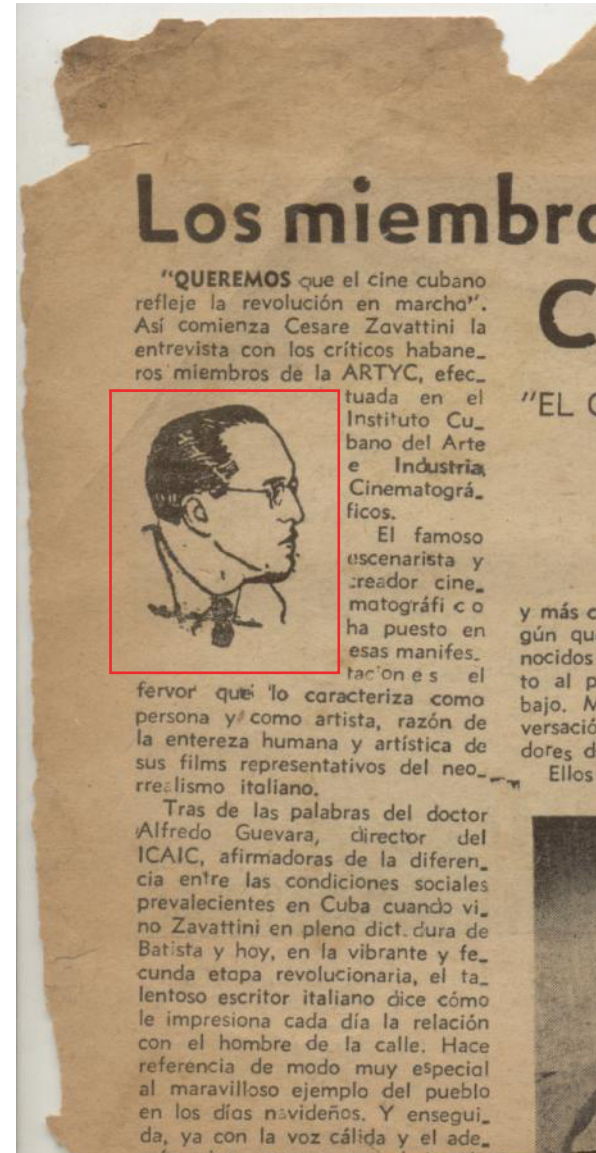 Los miembro
"QUEREMOS que el cine cubano
refleje la revolución en marcha".
Así comienza Cesare Zavattini la
entrevista con los críticos habane_
ros miembros de la ARTYC, efec_
tuada en el
Instituto Cu_
bano del Arte
e Industria
Cinematográ_
ficos.
El famoso
escenarista y
creador cine_
matográfi c o
ha puesto en
esas manifes_
tacion e s el
fervor que lo caracteriza como
persona y como artista, razón de
la entereza humana y artística de
sus films representativos del neo_
rrealismo italiano.
Tras de las palabras del doctor
Alfredo Guevara, director del
ICAIC, afirmadoras de la diferen_
cia entre las condiciones sociales
prevalecientes en Cuba cuando vi_
no Zavattini en plena dictadura de
Batista y hoy, en la vibrante y fe_
cunda etapa revolucionaria, el ta_
lentoso escritor italiano dice cómo
le impresiona cada día la relación
con el hombre de la calle. Hace
referencia de modo muy especial
al maravilloso ejemplo del pueblo
en los días navideños. Y ensegui_
da, ya con la voz cálida y el ade_
C
"EL
y más
gún qu
nocidos
to al p
bajo. M
versació
dores d
Ellos